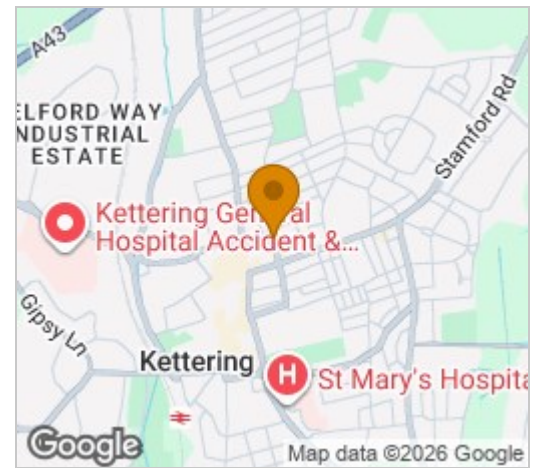 A43
ELFORD WAY
NDUSTRIAL
ESTATE
Stamford Rd
Kettering General
Hospital Accident &...
Gipsy Ln
Kettering
H
St Mary's Hospita
Google
Map data ©2026 Google